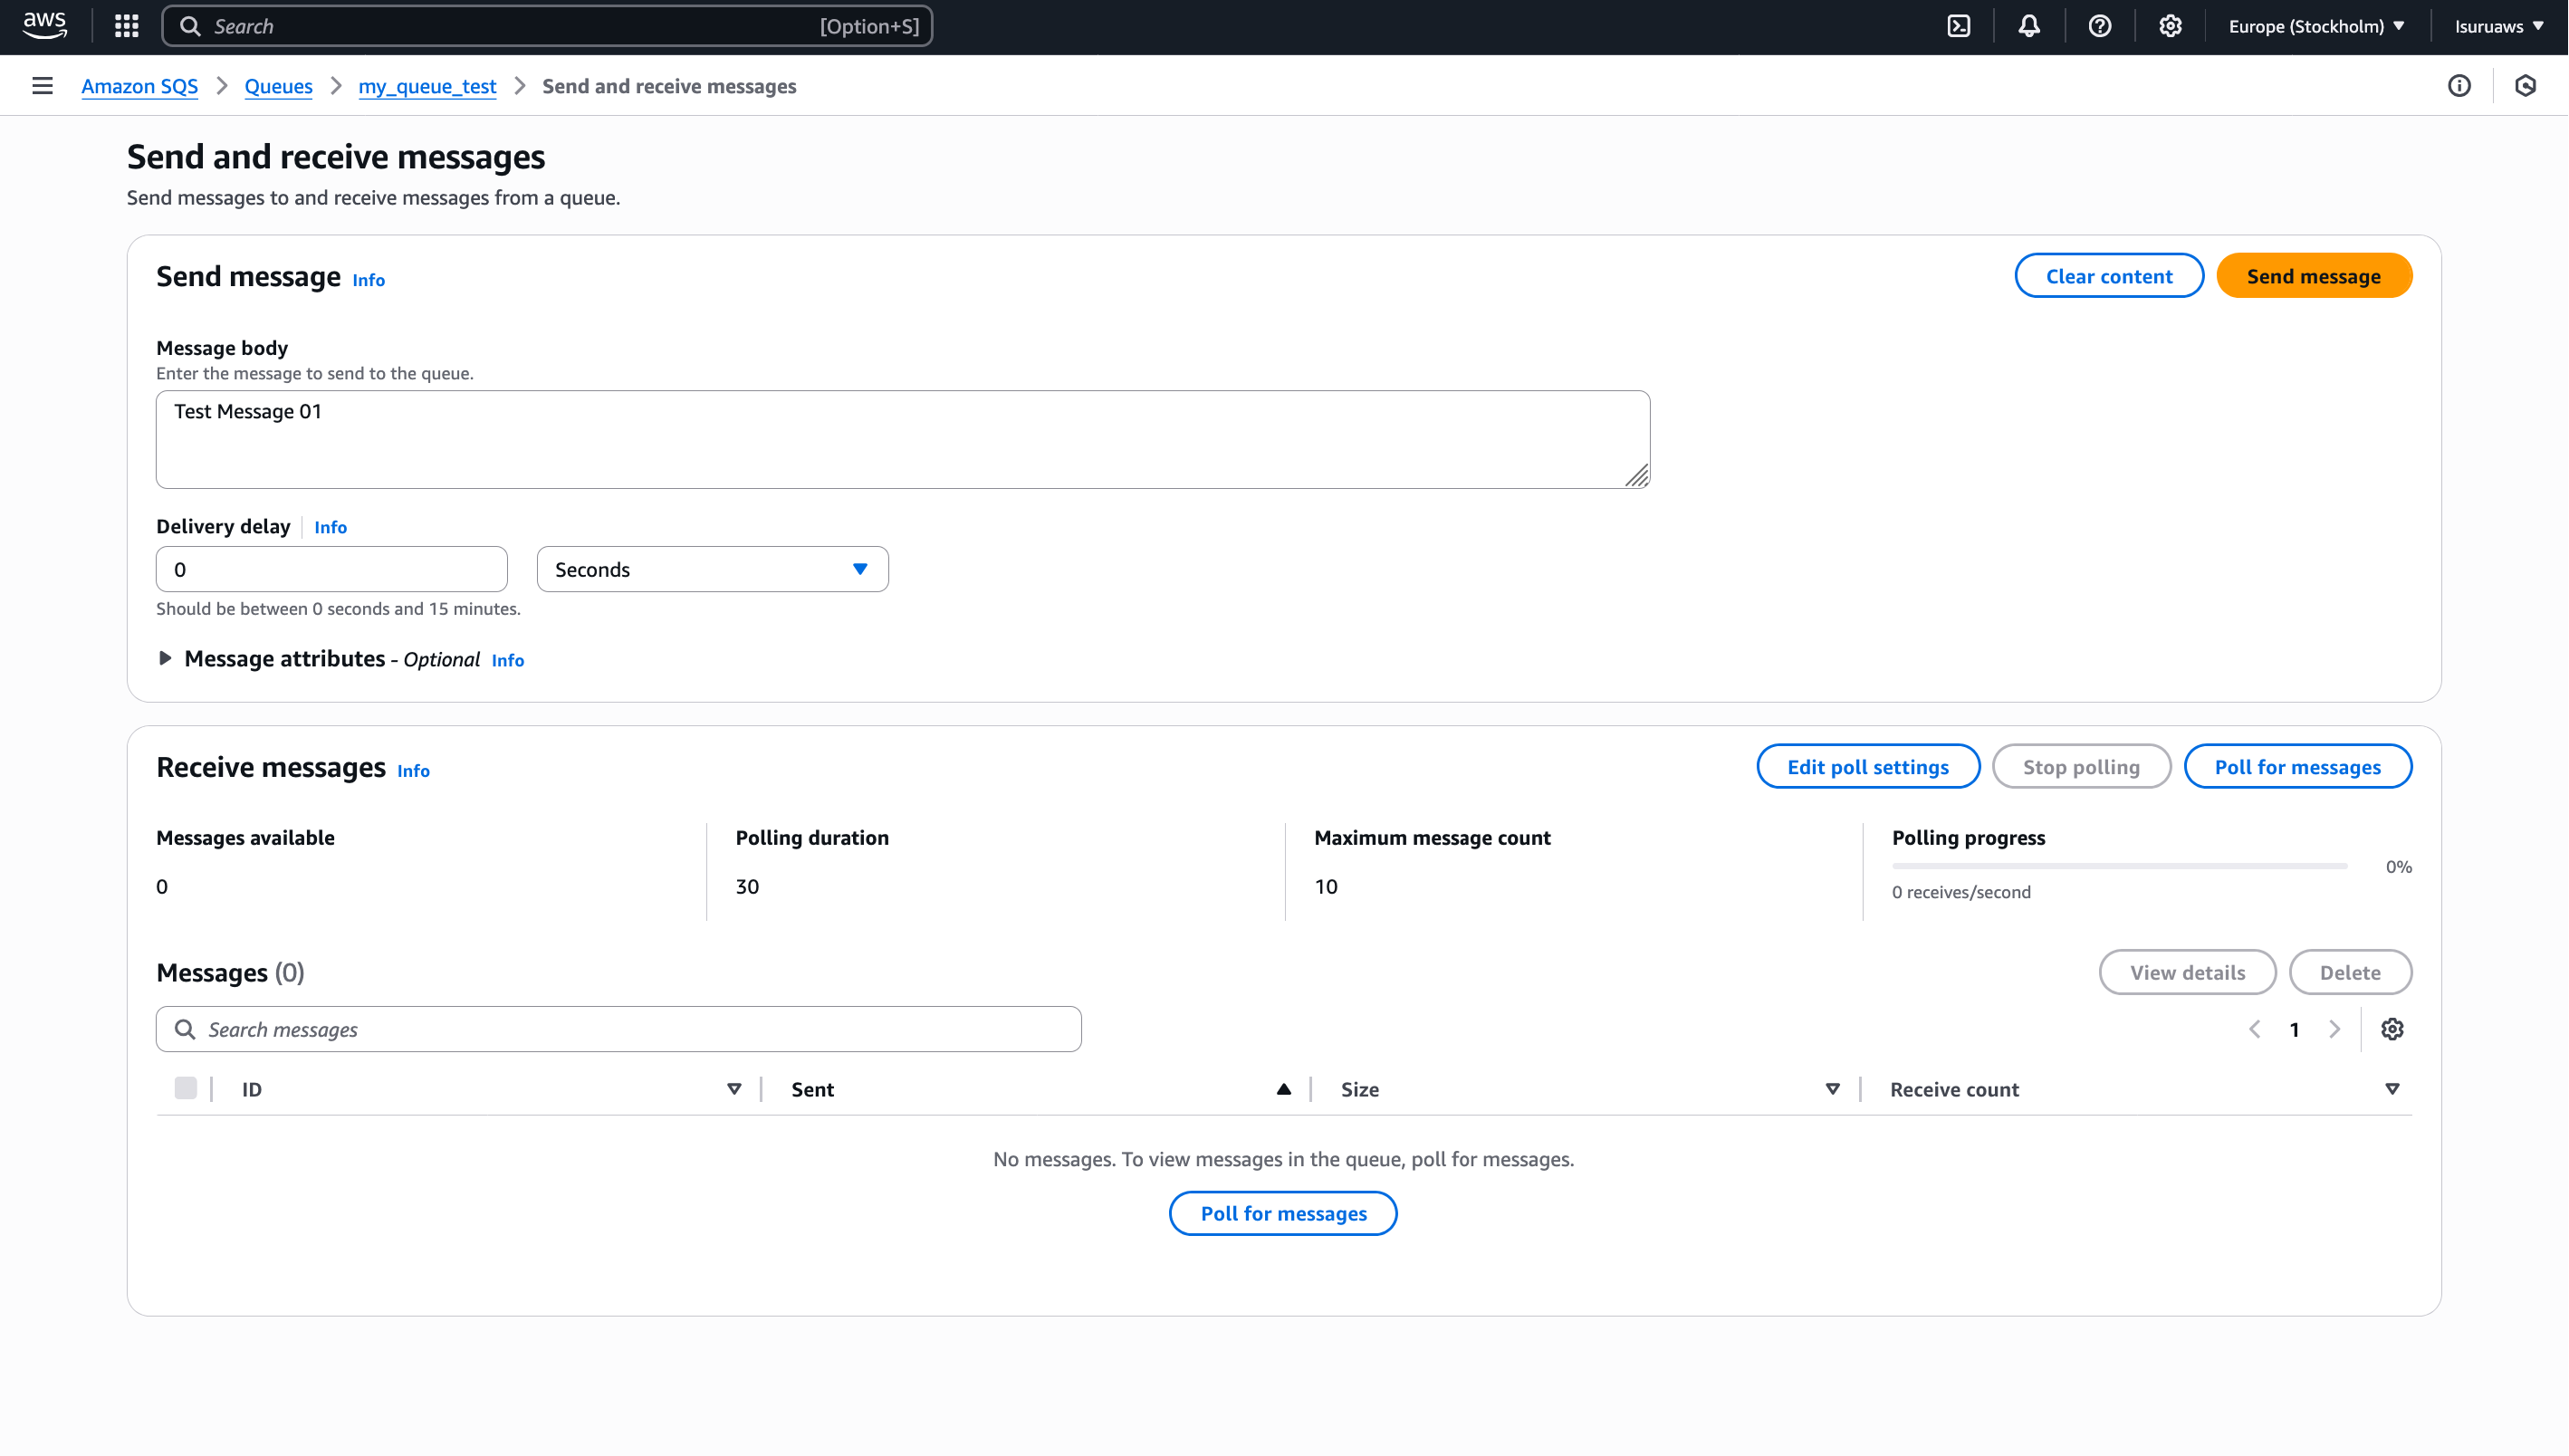 aws
Search [Option+S]
Europe (Stockholm) Isuruaws
Amazon SQS Queues my_queue_test Send and receive messages
Send and receive messages
Send messages to and receive messages from a queue.
Send message Info
Clear content Send message
Message body
Enter the message to send to the queue.
Test Message 01
Delivery delay Info
0 Seconds
Should be between 0 seconds and 15 minutes.
Message attributes - Optional Info
Receive messages Info
Edit poll settings Stop polling Poll for messages
Messages available Polling duration Maximum message count Polling progress
0 30 10 0%
0 receives/second
Messages (0)
View details Delete
Search messages
1
ID Sent Size Receive count
No messages. To view messages in the queue, poll for messages.
Poll for messages